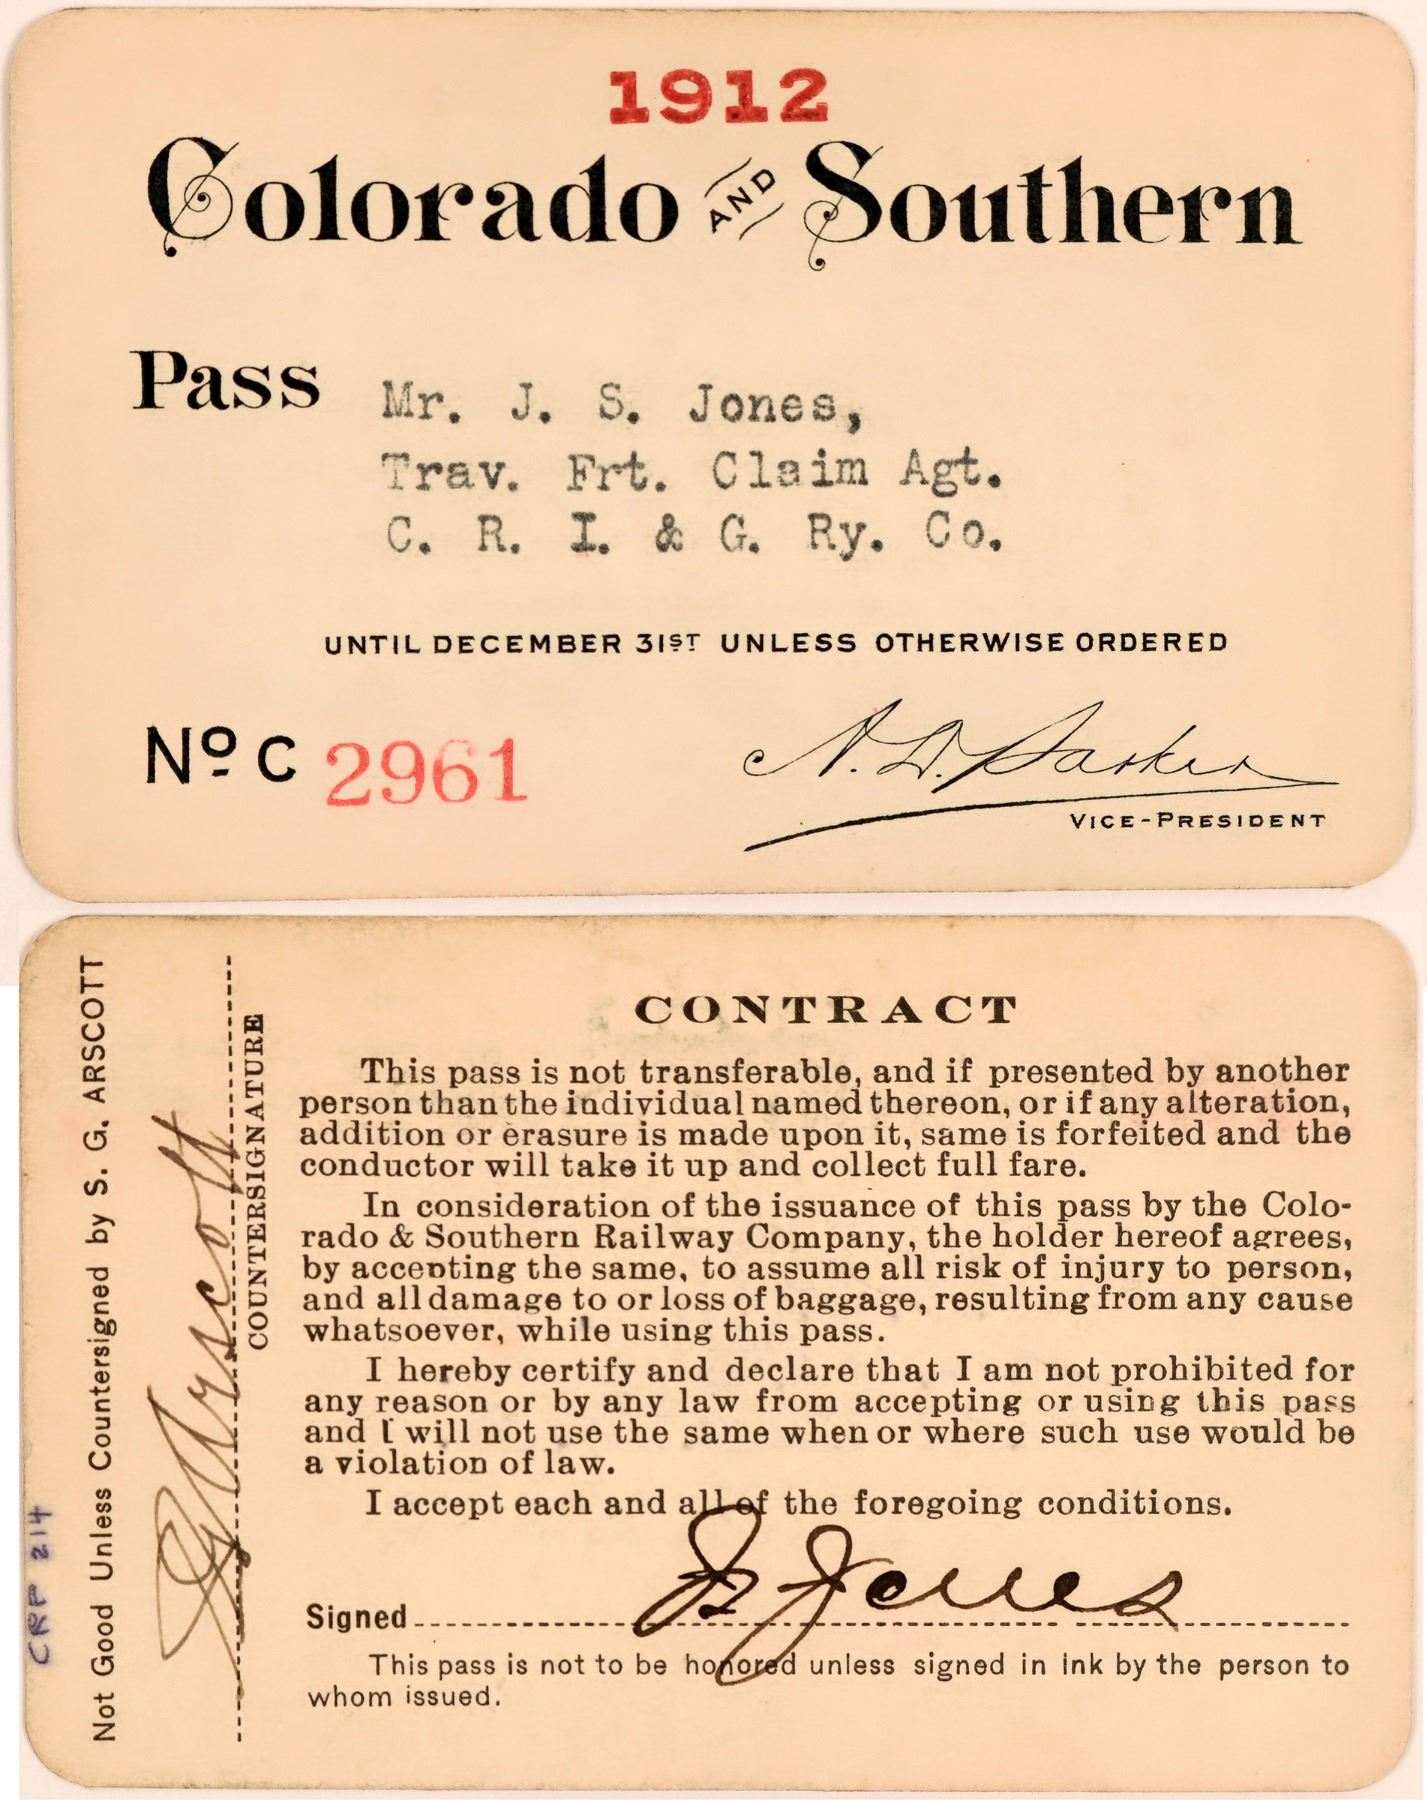 1912
Colorado AND Southern
Pass Mr. J. S. Jones,
Trav. Frt. Claim Agt.
C. R. I. & G. Ry. Co.
UNTIL DECEMBER 31ST UNLESS OTHERWISE ORDERED
No C 2961
A. D. Parker
VICE-PRESIDENT
Not Good Unless Countersigned by S. G. ARSCOTT
SG Arscott
COUNTERSIGNATURE
CRP 214
CONTRACT
This pass is not transferable, and if presented by another
person than the individual named thereon, or if any alteration,
addition or erasure is made upon it, same is forfeited and the
conductor will take it up and collect full fare.
In consideration of the issuance of this pass by the Colo-
rado & Southern Railway Company, the holder hereof agrees,
by accepting the same, to assume all risk of injury to person,
and all damage to or loss of baggage, resulting from any cause
whatsoever, while using this pass.
I hereby certify and declare that I am not prohibited for
any reason or by any law from accepting or using this pass
and I will not use the same when or where such use would be
a violation of law.
I accept each and all of the foregoing conditions.
Signed JS Jones
This pass is not to be honored unless signed in ink by the person to
whom issued.